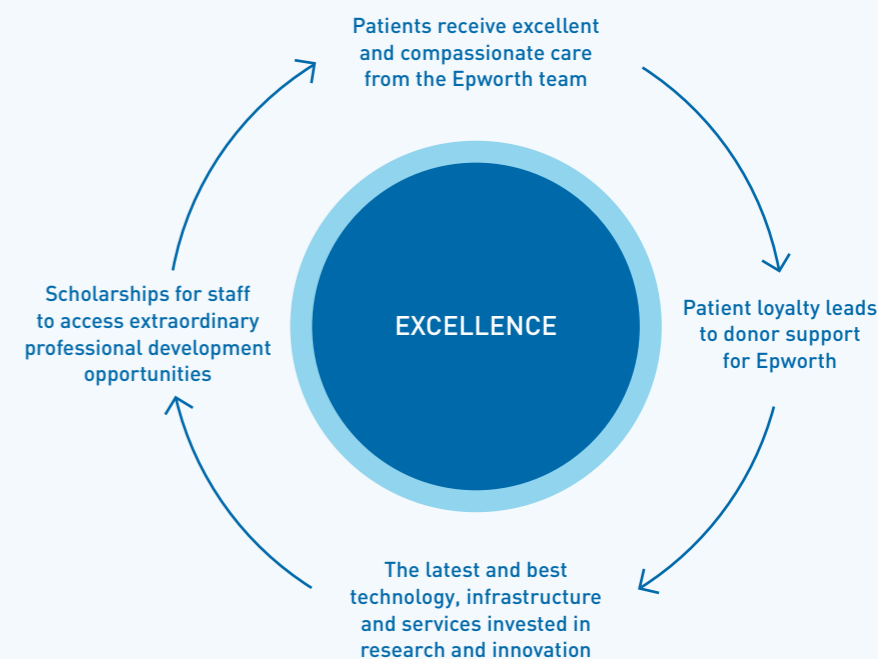 Patients receive excellent
and compassionate care
from the Epworth team
Patient loyalty leads
to donor support
for Epworth
The latest and best
technology, infrastructure
and services invested in
research and innovation
Scholarships for staff
to access extraordinary
professional development
opportunities
EXCELLENCE